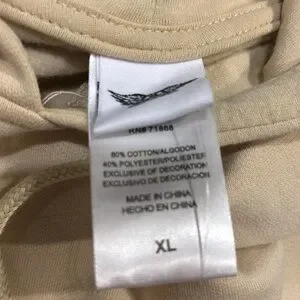 RN# 71868
60% COTTON/ALGODON
40% POLYESTER/POLIESTER
EXCLUSIVE OF DECORATION
EXCLUSIVO DE DECORACION
MADE IN CHINA
HECHO EN CHINA
XL